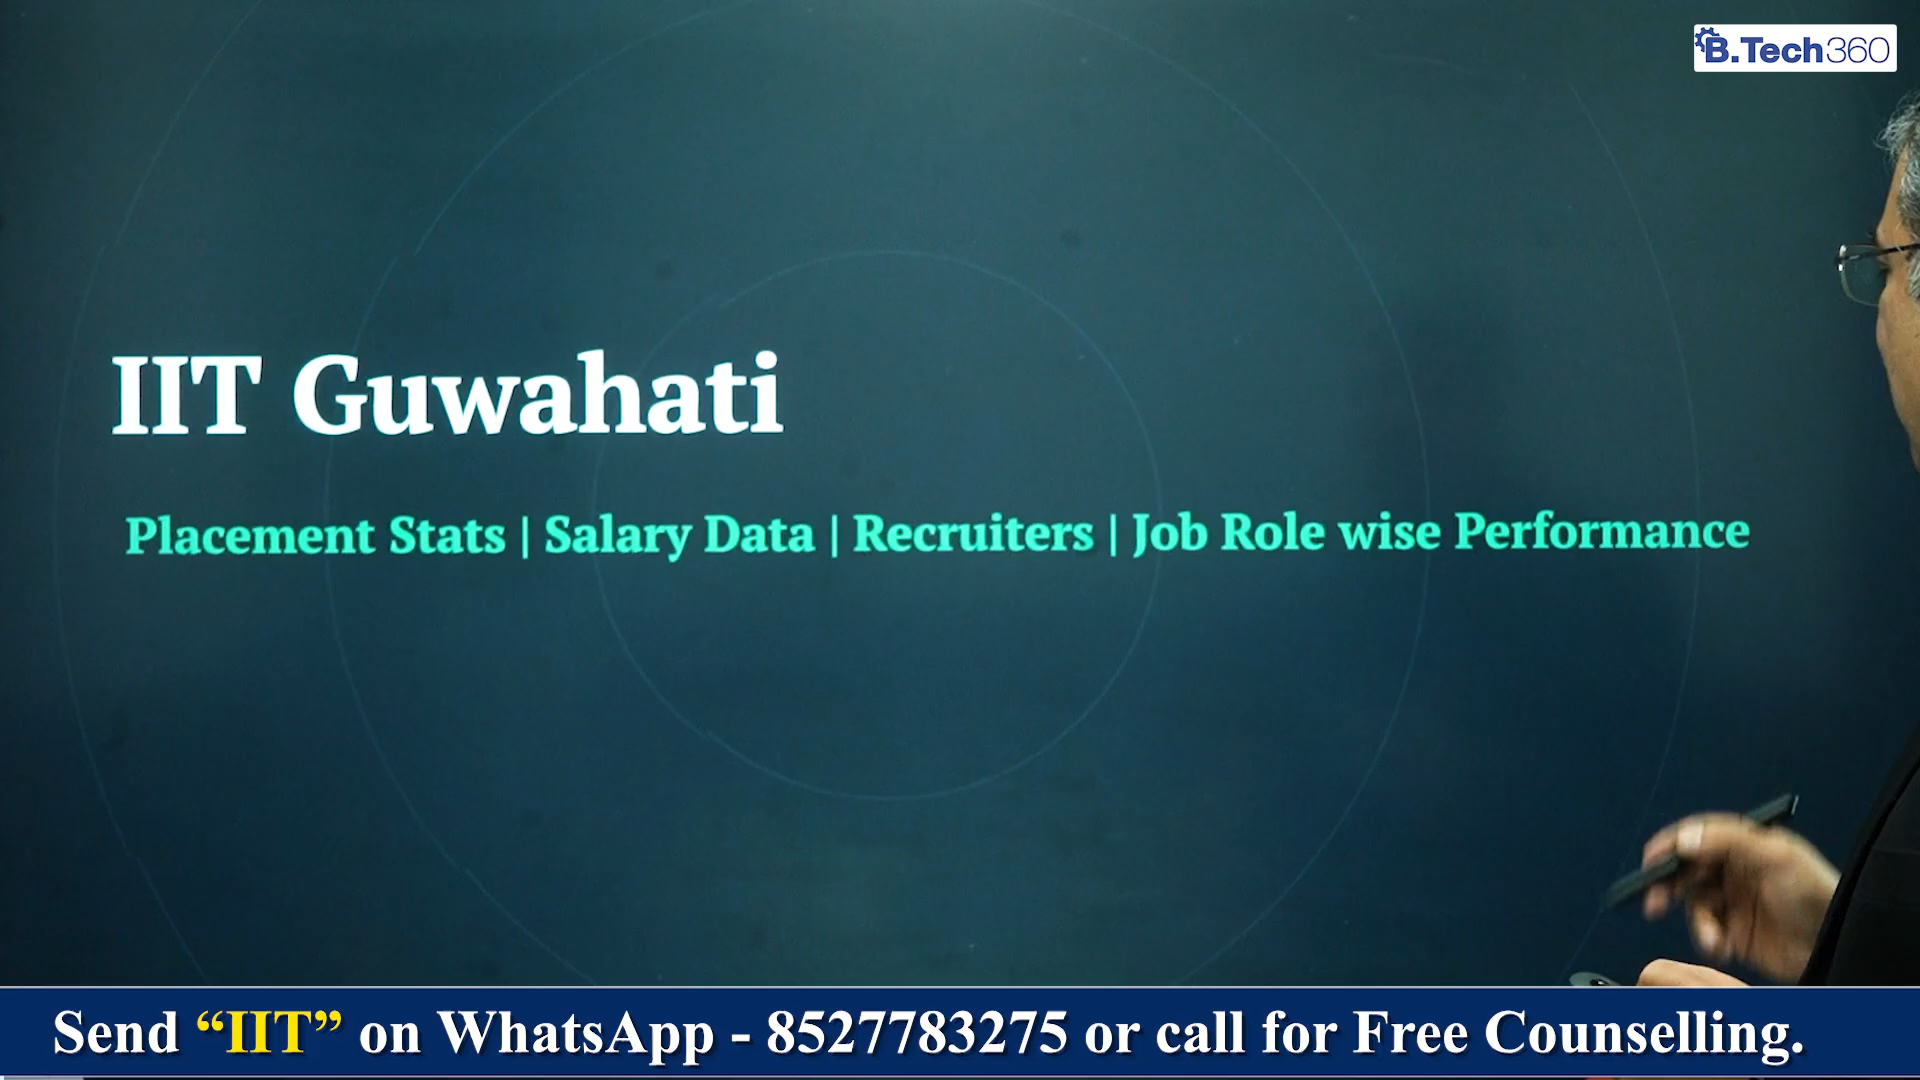 B.Tech360
IIT Guwahati
Placement Stats | Salary Data | Recruiters | Job Role wise Performance
Send “IIT” on WhatsApp - 8527783275 or call for Free Counselling.